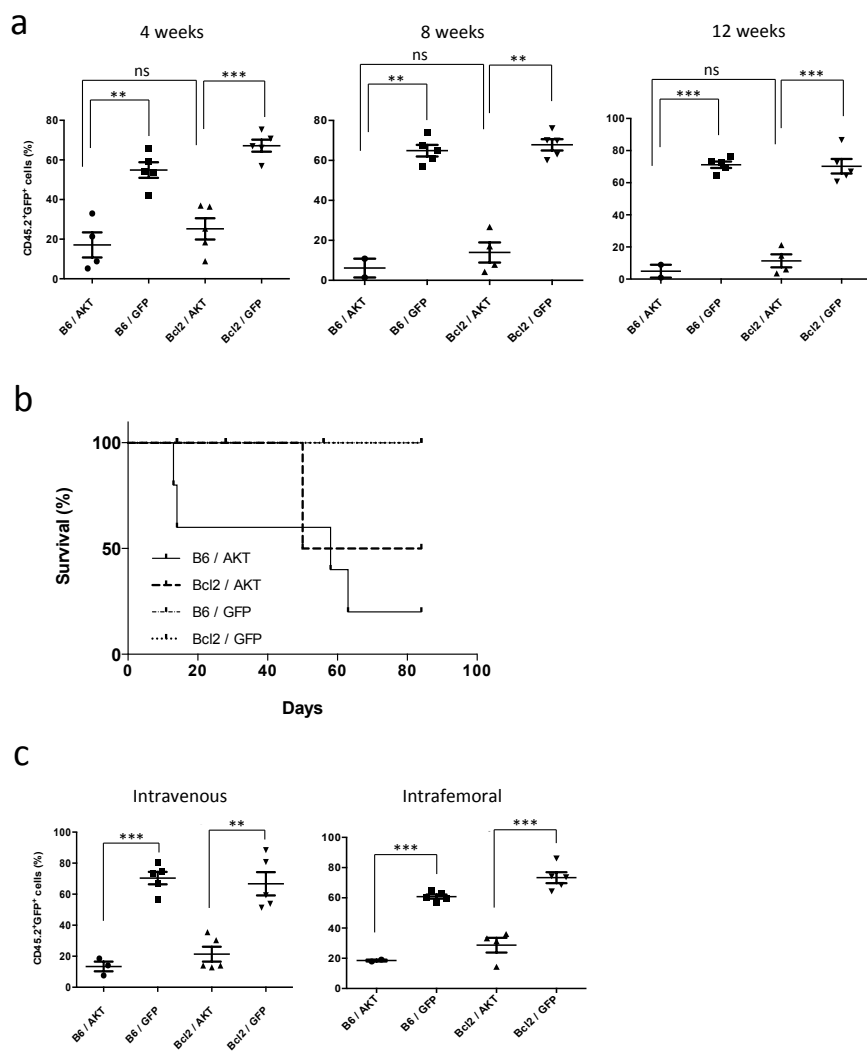 a
4 weeks
8 weeks
12 weeks
ns
**
***
ns
**
**
ns
***
***
CD45.2⁺GFP⁺ cells (%)
80
60
40
20
0
80
60
40
20
0
100
80
60
40
20
0
B6 / AKT
B6 / GFP
Bcl2 / AKT
Bcl2 / GFP
B6 / AKT
B6 / GFP
Bcl2 / AKT
Bcl2 / GFP
B6 / AKT
B6 / GFP
Bcl2 / AKT
Bcl2 / GFP
b
Survival (%)
100
50
0
B6 / AKT
Bcl2 / AKT
B6 / GFP
Bcl2 / GFP
0 20 40 60 80 100
Days
c
Intravenous
Intrafemoral
***
**
***
***
CD45.2⁺GFP⁺ cells (%)
100
80
60
40
20
0
100
80
60
40
20
0
B6 / AKT
B6 / GFP
Bcl2 / AKT
Bcl2 / GFP
B6 / AKT
B6 / GFP
Bcl2 / AKT
Bcl2 / GFP